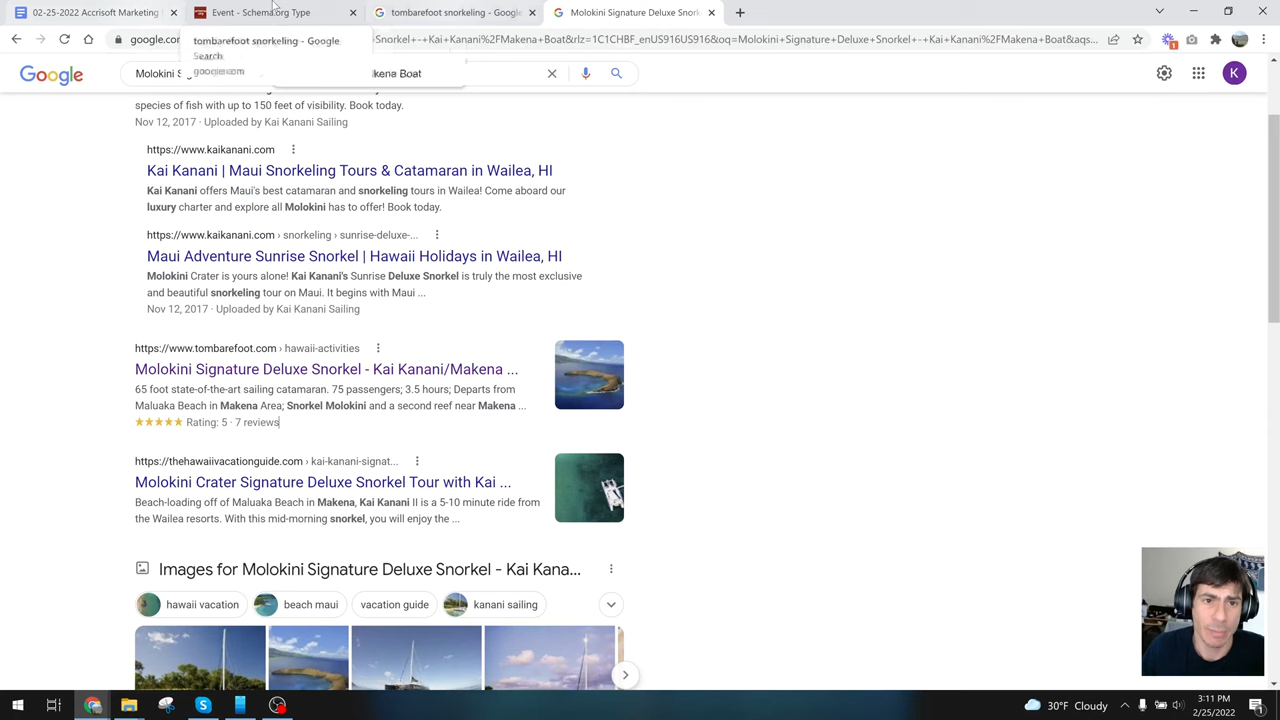 02-25-2022 Accrisoft Marketing
Event - Schema.org Type
tombarefoot snorkeling - Google
Molokini Signature Deluxe Snork
google.com
Snorkel+-+Kai+Kanani%2FMakena+Boat&rlz=1C1CHBF_enUS916US916&oq=Molokini+Signature+Deluxe+Snorkel+-+Kai+Kanani%2FMakena+Boat&aqs...
tombarefoot snorkeling - Google
Search
google.com
Google
Molokini Sig
kena Boat
K
species of fish with up to 150 feet of visibility. Book today.
Nov 12, 2017 · Uploaded by Kai Kanani Sailing
https://www.kaikanani.com
Kai Kanani | Maui Snorkeling Tours & Catamaran in Wailea, HI
Kai Kanani offers Maui's best catamaran and snorkeling tours in Wailea! Come aboard our
luxury charter and explore all Molokini has to offer! Book today.
https://www.kaikanani.com › snorkeling › sunrise-deluxe-...
Maui Adventure Sunrise Snorkel | Hawaii Holidays in Wailea, HI
Molokini Crater is yours alone! Kai Kanani's Sunrise Deluxe Snorkel is truly the most exclusive
and beautiful snorkeling tour on Maui. It begins with Maui ...
Nov 12, 2017 · Uploaded by Kai Kanani Sailing
https://www.tombarefoot.com › hawaii-activities
Molokini Signature Deluxe Snorkel - Kai Kanani/Makena ...
65 foot state-of-the-art sailing catamaran. 75 passengers; 3.5 hours; Departs from
Maluaka Beach in Makena Area; Snorkel Molokini and a second reef near Makena ...
Rating: 5 · 7 reviews
https://thehawaiivacationguide.com › kai-kanani-signat...
Molokini Crater Signature Deluxe Snorkel Tour with Kai ...
Beach-loading off of Maluaka Beach in Makena, Kai Kanani II is a 5-10 minute ride from
the Wailea resorts. With this mid-morning snorkel, you will enjoy the ...
Images for Molokini Signature Deluxe Snorkel - Kai Kana...
hawaii vacation
beach maui
vacation guide
kanani sailing
30°F Cloudy
3:11 PM
2/25/2022